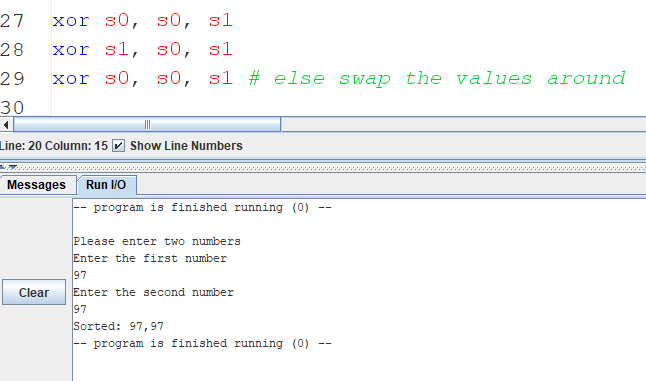 27 xor s0, s0, s1
28 xor s1, s0, s1
29 xor s0, s0, s1 # else swap the values around
30
Line: 20 Column: 15 Show Line Numbers
Messages Run I/O
-- program is finished running (0) --
Please enter two numbers
Enter the first number
97
Clear Enter the second number
97
Sorted: 97,97
-- program is finished running (0) --